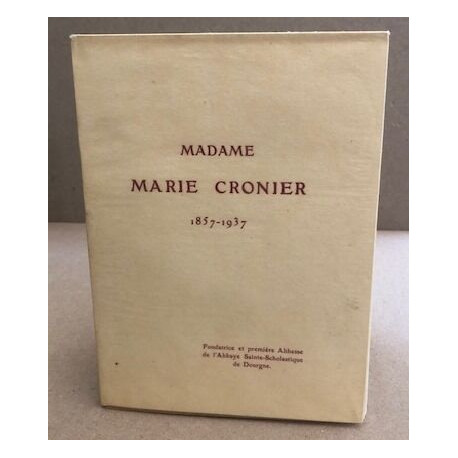 MADAME
MARIE CRONIER
1857-1937
Fondatrice et première Abbesse
de l'Abbaye Sainte-Scholastique
de Dourgne.